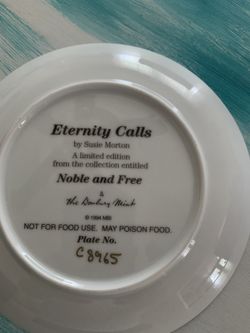 Eternity Calls
by Susie Morton
A limited edition
from the collection entitled
Noble and Free
&
the Danbury Mint
© 1994 MBI
NOT FOR FOOD USE. MAY POISON FOOD.
Plate No.
C8965